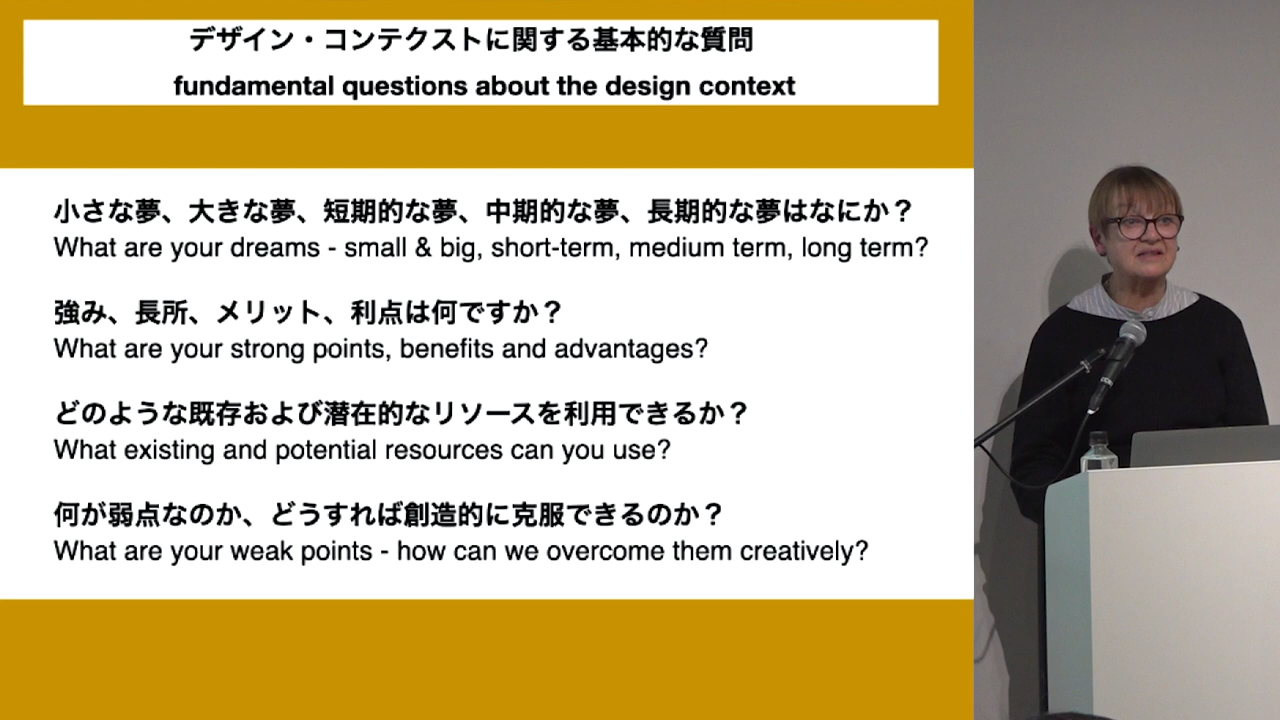 デザイン・コンテクストに関する基本的な質問
fundamental questions about the design context
小さな夢、大きな夢、短期的な夢、中期的な夢、長期的な夢はなにか？
What are your dreams - small & big, short-term, medium term, long term?
強み、長所、メリット、利点は何ですか？
What are your strong points, benefits and advantages?
どのような既存および潜在的なリソースを利用できるか？
What existing and potential resources can you use?
何が弱点なのか、どうすれば創造的に克服できるのか？
What are your weak points - how can we overcome them creatively?